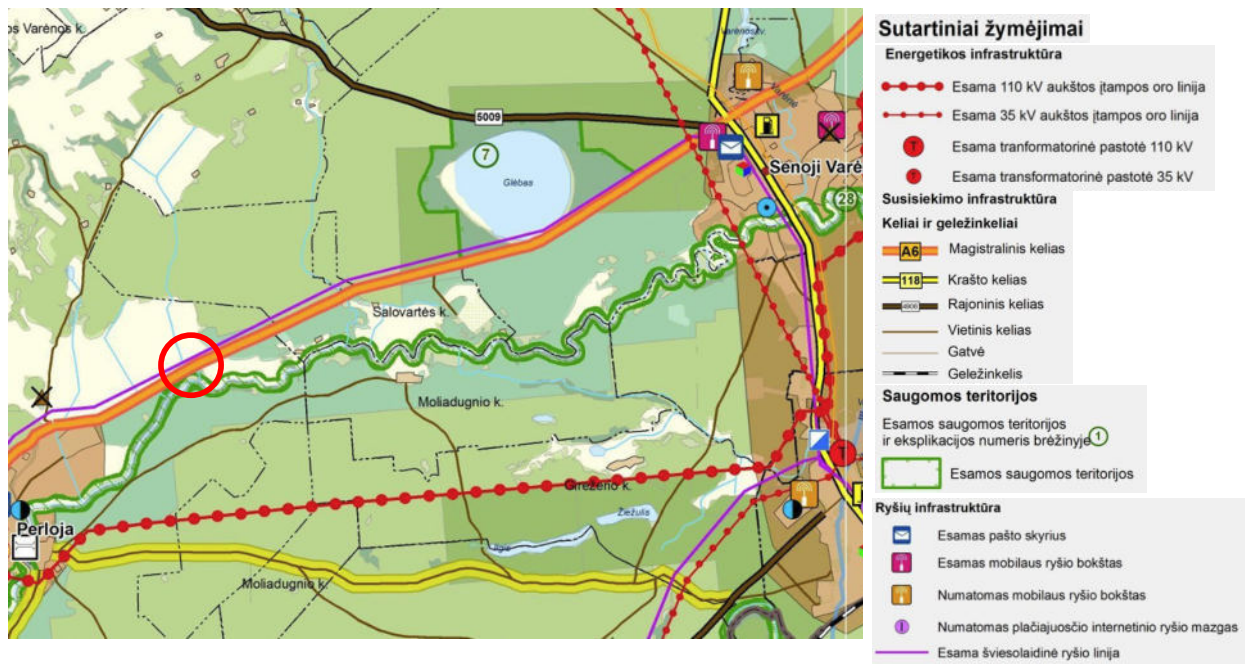 os Varėnos k.
Varėnos tv.
Varėnė
5009
7
Glėbas
Senoji Varė
28
Salovartės k.
Moliadugnio k.
T
Girežerio k.
Žiežulis
Perloja
Moliadugnio k.
Sutartiniai žymėjimai
Energetikos infrastruktūra
Esama 110 kV aukštos įtampos oro linija
Esama 35 kV aukštos įtampos oro linija
T Esama tranformatorinė pastotė 110 kV
T Esama transformatorinė pastotė 35 kV
Susisiekimo infrastruktūra
Keliai ir geležinkeliai
A6 Magistralinis kelias
118 Krašto kelias
Rajoninis kelias
Vietinis kelias
Gatvė
Geležinkelis
Saugomos teritorijos
Esamos saugomos teritorijos
ir eksplikacijos numeris brėžinyje 1
Esamos saugomos teritorijos
Ryšių infrastruktūra
Esamas pašto skyrius
Esamas mobilaus ryšio bokštas
Numatomas mobilaus ryšio bokštas
Numatomas plačiajuosčio internetinio ryšio mazgas
Esama šviesolaidinė ryšio linija